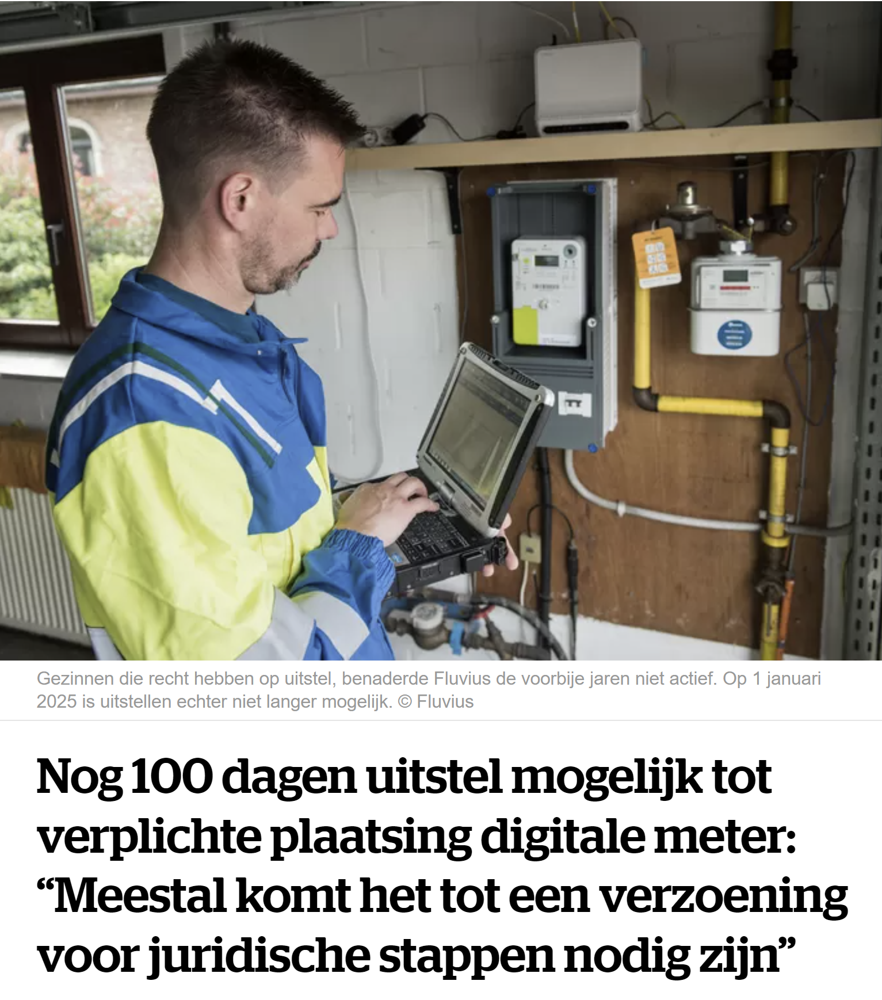 Gezinnen die recht hebben op uitstel, benaderde Fluvius de voorbije jaren niet actief. Op 1 januari
2025 is uitstellen echter niet langer mogelijk. © Fluvius
Nog 100 dagen uitstel mogelijk tot
verplichte plaatsing digitale meter:
“Meestal komt het tot een verzoening
voor juridische stappen nodig zijn”